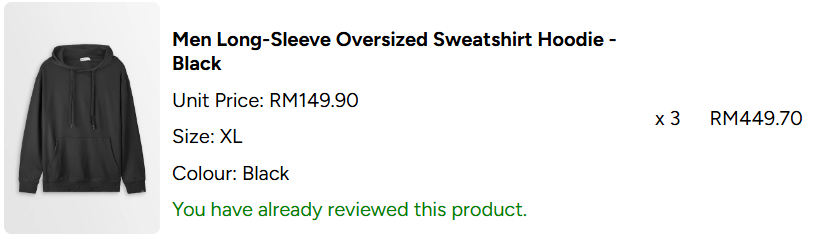 Men Long-Sleeve Oversized Sweatshirt Hoodie -
Black
Unit Price: RM149.90
Size: XL
Colour: Black
You have already reviewed this product.
x 3
RM449.70